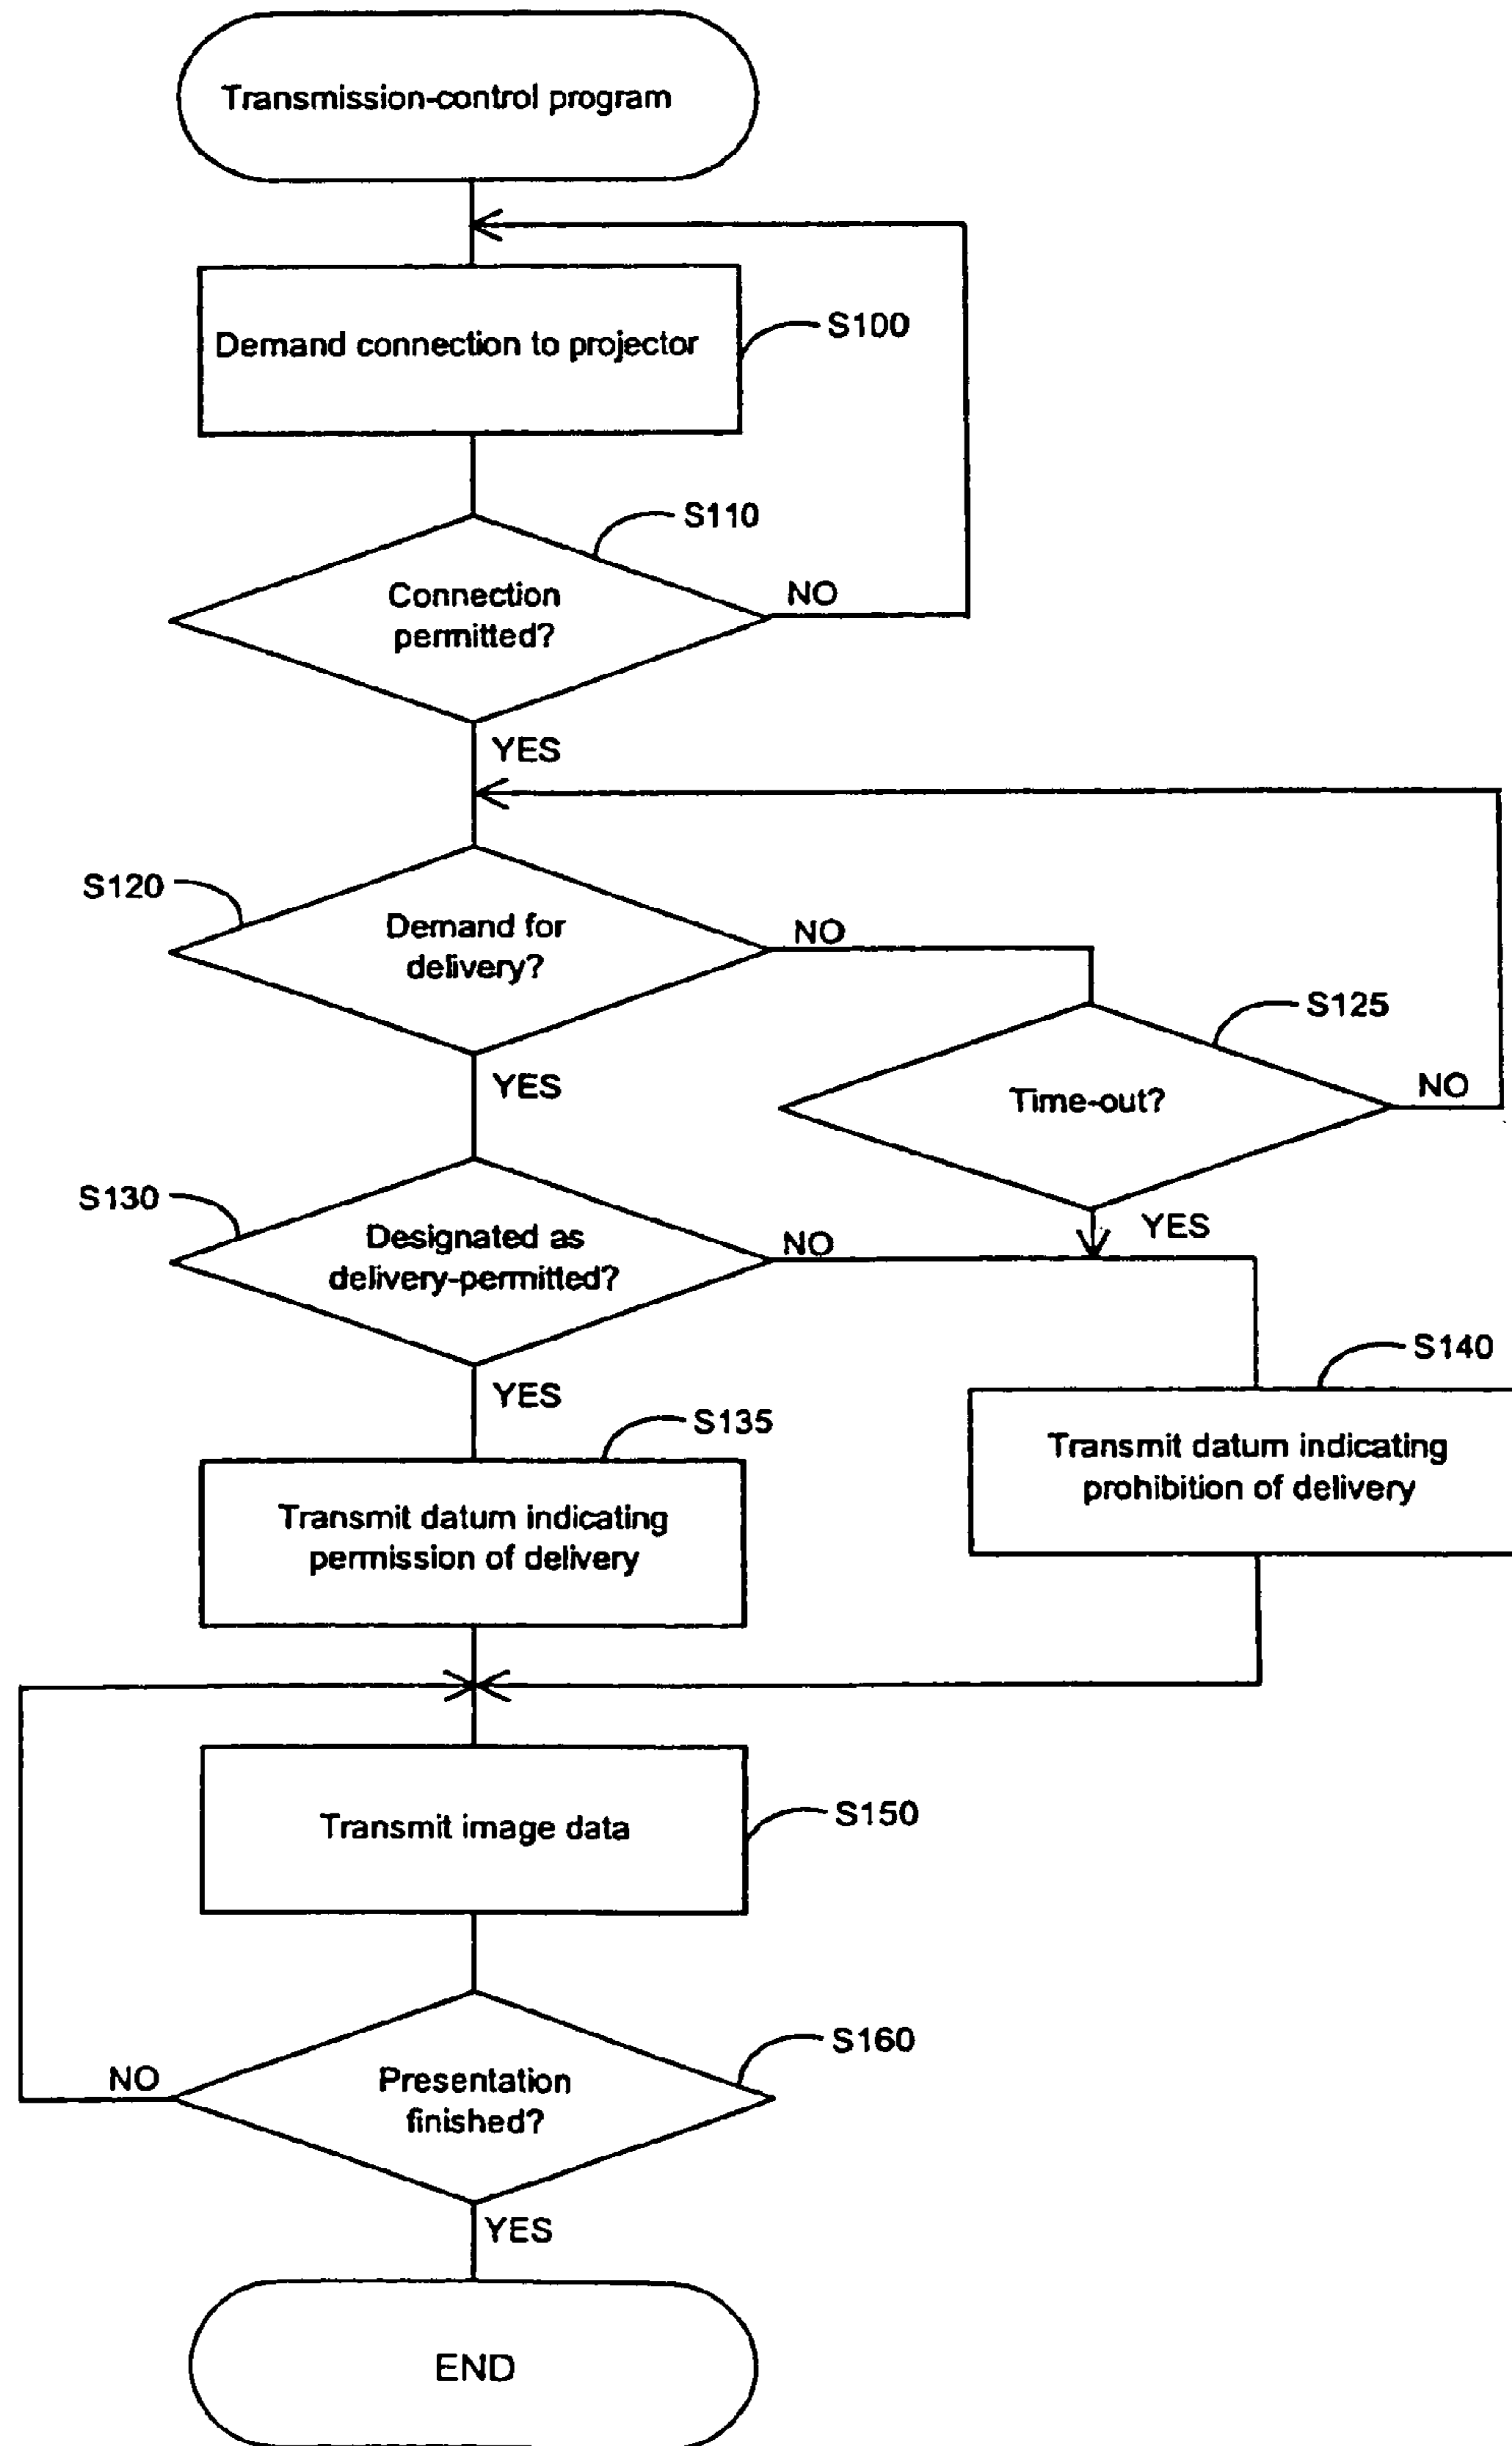 Transmission-control program
Demand connection to projector
S100
S110
Connection
permitted?
NO
YES
S120
Demand for
delivery?
NO
S125
YES
Time-out?
NO
S130
Designated as
delivery-permitted?
NO
YES
S140
YES
S135
Transmit datum indicating
prohibition of delivery
Transmit datum indicating
permission of delivery
Transmit image data
S150
S160
NO
Presentation
finished?
YES
END